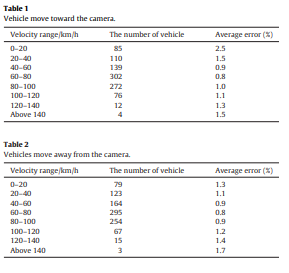 Table 1
Vehicle move toward the camera.
Velocity range/km/h The number of vehicle Average error (%)
0–20 85 2.5
20–40 110 1.5
40–60 139 0.9
60–80 302 0.8
80–100 272 1.0
100–120 76 1.1
120–140 12 1.3
Above 140 4 1.5
Table 2
Vehicles move away from the camera.
Velocity range/km/h The number of vehicle Average error (%)
0–20 79 1.3
20–40 123 1.1
40–60 164 0.9
60–80 295 0.8
80–100 254 0.9
100–120 67 1.2
120–140 15 1.4
Above 140 3 1.7